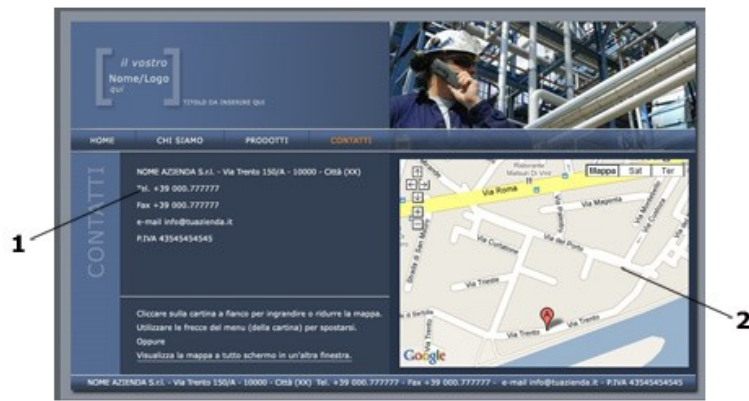 il vostro
Nome/Logo
qui
TITOLO DA INSERIRE QUI
HOME CHI SIAMO PRODOTTI CONTATTI
CONTATTI
NOME AZIENDA S.r.l. - Via Trento 150/A - 10000 - Città (XX)
Tel. +39 000.777777
Fax +39 000.777777
e-mail info@tuazienda.it
P.IVA 43545454545
Cliccare sulla cartina a fianco per ingrandire o ridurre la mappa.
Utilizzare le frecce del menu (della cartina) per spostarsi.
Oppure
Visualizza la mappa a tutto schermo in un'altra finestra.
Ristorante
Mappa Sat Ter
Via Roma
Via Magenta
Via Curtatone
Via del Porto
Via Trieste
Via Trento
Via Trento
Via Trento
A
Google
1
2
NOME AZIENDA S.r.l. - Via Trento 150/A - 10000 - Città (XX) Tel. +39 000.777777 - Fax +39 000.777777 - e-mail info@tuazienda.it - P.IVA 43545454545